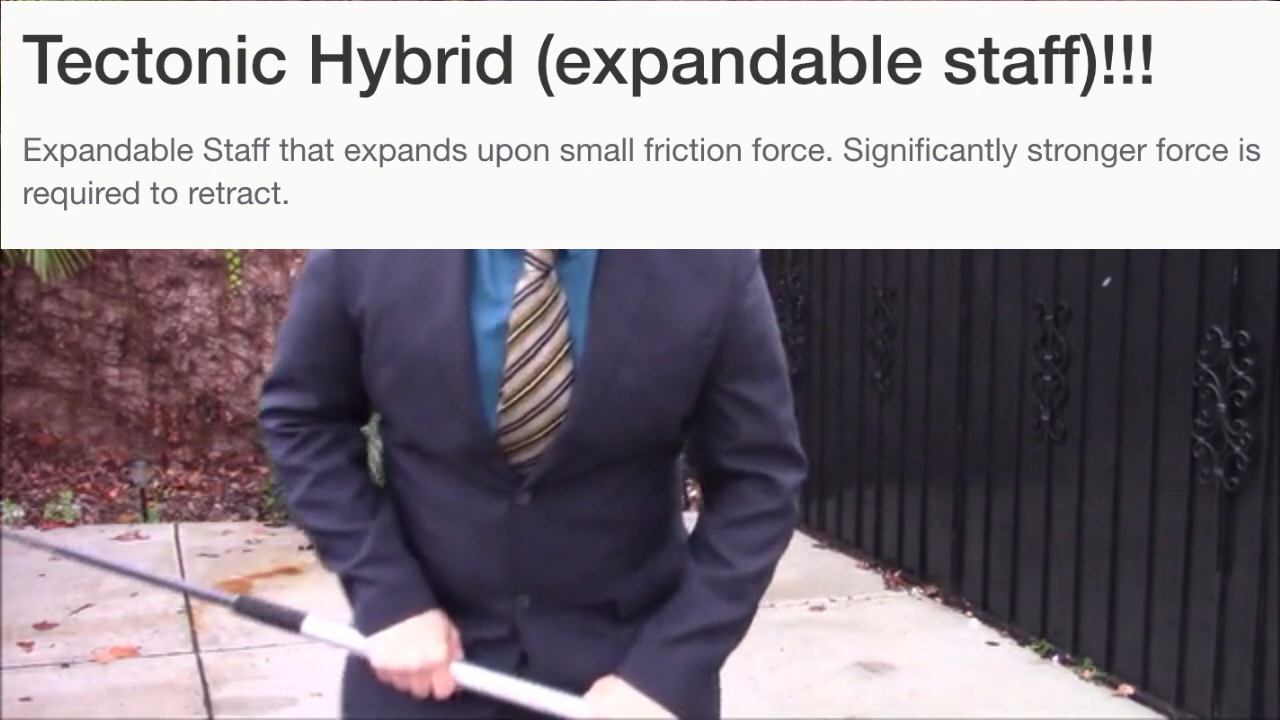 Tectonic Hybrid (expandable staff)!!!
Expandable Staff that expands upon small friction force. Significantly stronger force is
required to retract.